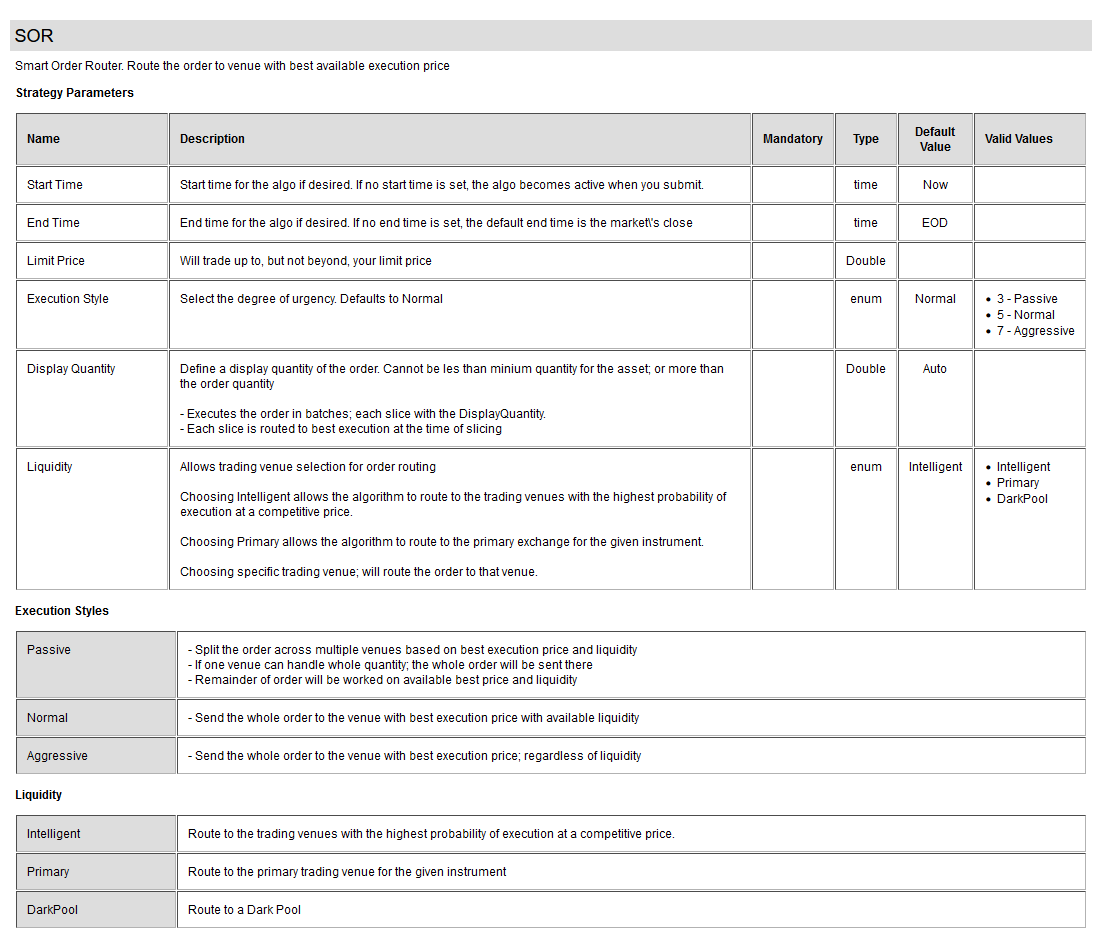 SOR
Smart Order Router. Route the order to venue with best available execution price
Strategy Parameters
Name Description Mandatory Type Default Value Valid Values
Start Time Start time for the algo if desired. If no start time is set, the algo becomes active when you submit. time Now
End Time End time for the algo if desired. If no end time is set, the default end time is the market\'s close time EOD
Limit Price Will trade up to, but not beyond, your limit price Double
Execution Style Select the degree of urgency. Defaults to Normal enum Normal • 3 - Passive
• 5 - Normal
• 7 - Aggressive
Display Quantity Define a display quantity of the order. Cannot be les than minium quantity for the asset; or more than Double Auto
the order quantity
- Executes the order in batches; each slice with the DisplayQuantity.
- Each slice is routed to best execution at the time of slicing
Liquidity Allows trading venue selection for order routing enum Intelligent • Intelligent
• Primary
• DarkPool
Choosing Intelligent allows the algorithm to route to the trading venues with the highest probability of
execution at a competitive price.
Choosing Primary allows the algorithm to route to the primary exchange for the given instrument.
Choosing specific trading venue; will route the order to that venue.
Execution Styles
Passive - Split the order across multiple venues based on best execution price and liquidity
- If one venue can handle whole quantity; the whole order will be sent there
- Remainder of order will be worked on available best price and liquidity
Normal - Send the whole order to the venue with best execution price with available liquidity
Aggressive - Send the whole order to the venue with best execution price; regardless of liquidity
Liquidity
Intelligent Route to the trading venues with the highest probability of execution at a competitive price.
Primary Route to the primary trading venue for the given instrument
DarkPool Route to a Dark Pool